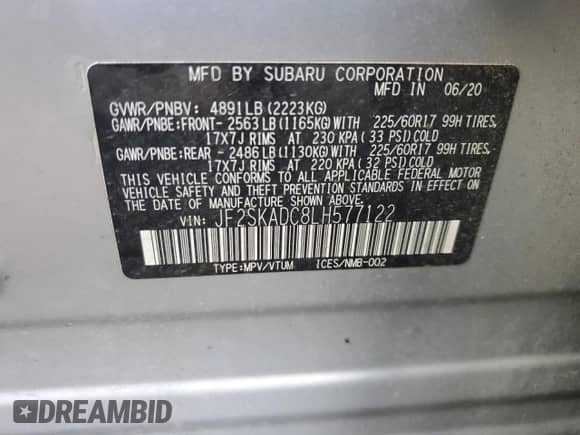 MFD BY SUBARU CORPORATION
MFD IN 06/20
GVWR/PNBV: 4891LB(2223KG)
GAWR/PNBE:FRONT-2563LB(1165KG)WITH 225/60R17 99H TIRES,
17X7J RIMS AT 230 KPA(33 PSI)COLD
GAWR/PNBE:REAR -2486LB(1130KG)WITH 225/60R17 99H TIRES,
17X7J RIMS AT 220 KPA(32 PSI)COLD
THIS VEHICLE CONFORMS TO ALL APPLICABLE FEDERAL MOTOR
VEHICLE SAFETY AND THEFT PREVENTION STANDARDS IN EFFECT ON
THE DATE OF MANUFACTURE SHOWN ABOVE.
VIN: JF2SKADC8LH577122
TYPE:MPV/VTUM ICES/NMB-002
DREAMBID